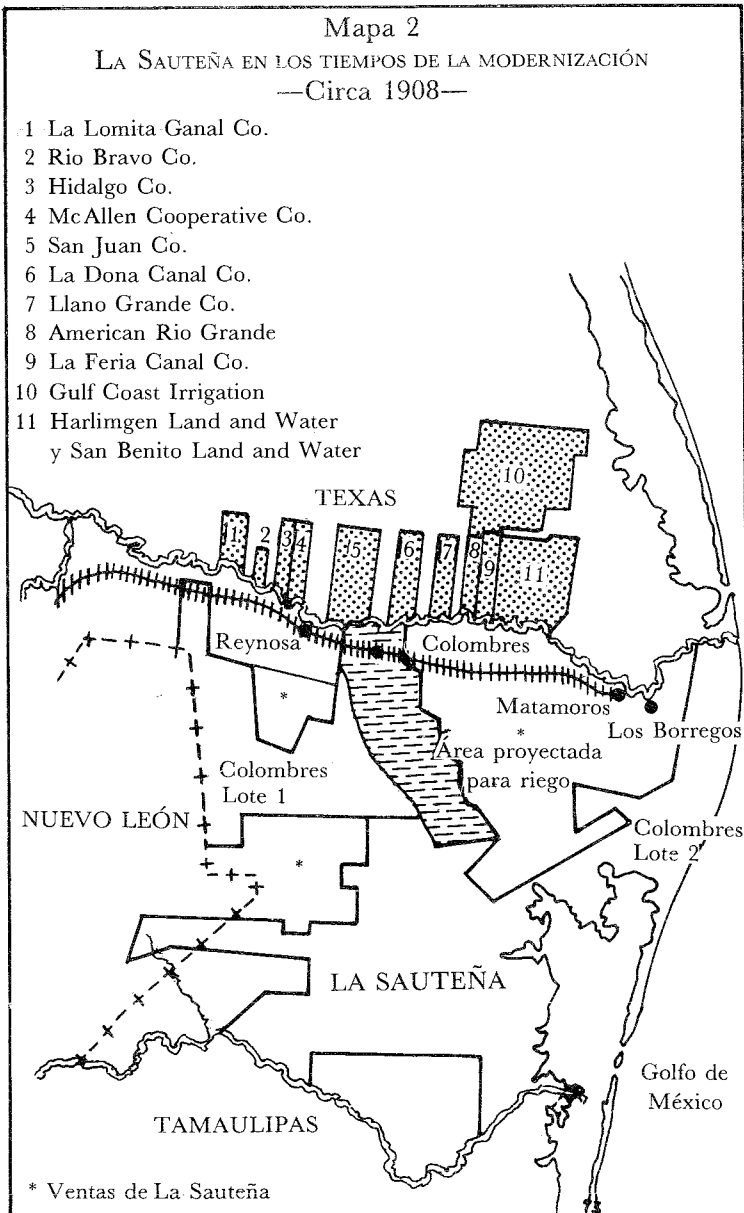 Mapa 2
LA SAUTEÑA EN LOS TIEMPOS DE LA MODERNIZACIÓN
—Circa 1908—
1 La Lomita Ganal Co.
2 Rio Bravo Co.
3 Hidalgo Co.
4 McAllen Cooperative Co.
5 San Juan Co.
6 La Dona Canal Co.
7 Llano Grande Co.
8 American Rio Grande
9 La Feria Canal Co.
10 Gulf Coast Irrigation
11 Harlimgen Land and Water
y San Benito Land and Water
TEXAS
10
1 2 3 4 5 6 7 8 9 11
Reynosa
Colombres
Matamoros
Los Borregos
*
*
Área proyectada
para riego
Colombres
Lote 1
NUEVO LEÓN
Colombres
Lote 2
*
LA SAUTEÑA
Golfo de
México
TAMAULIPAS
* Ventas de La Sauteña